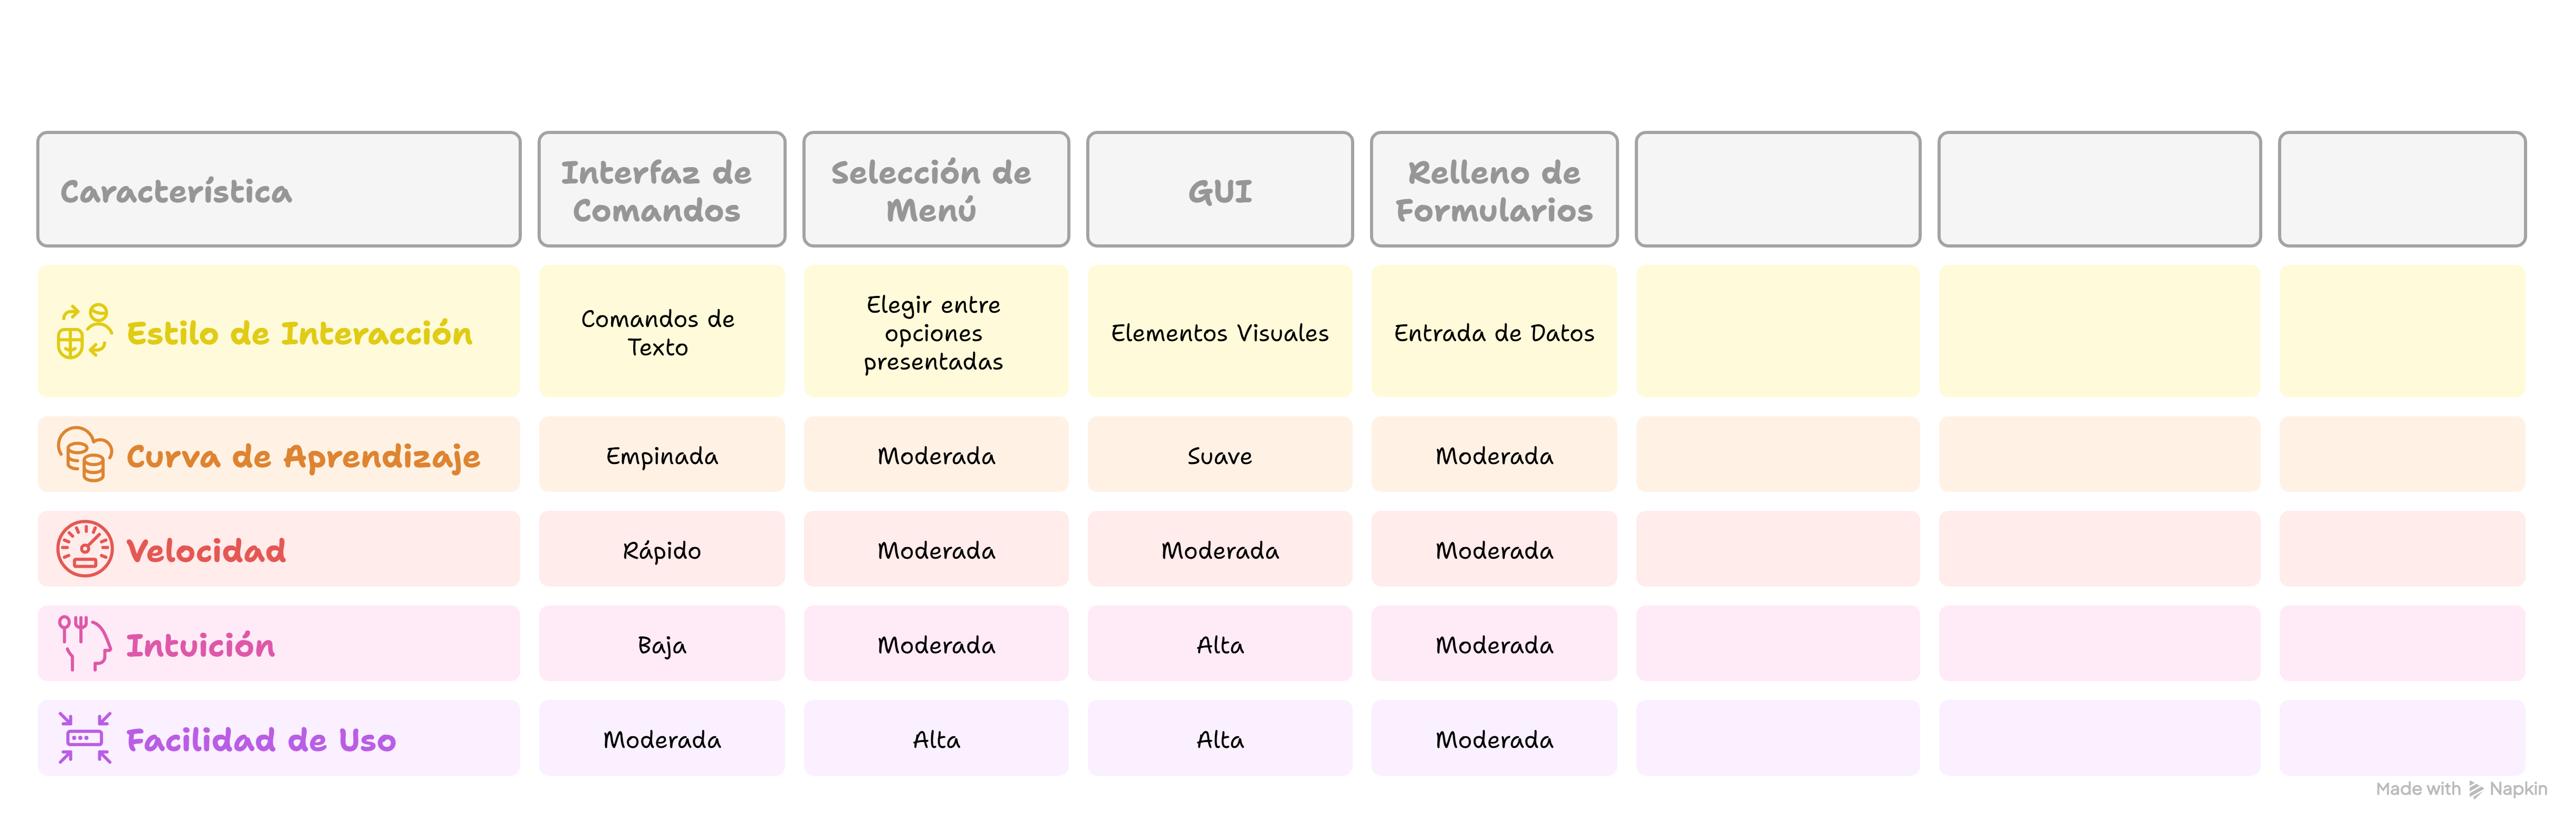 Característica
Interfaz de
Comandos
Selección de
Menú
GUI
Relleno de
Formularios
Estilo de Interacción
Comandos de
Texto
Elegir entre
opciones
presentadas
Elementos Visuales
Entrada de Datos
Curva de Aprendizaje
Empinada
Moderada
Suave
Moderada
Velocidad
Rápido
Moderada
Moderada
Moderada
Intuición
Baja
Moderada
Alta
Moderada
Facilidad de Uso
Moderada
Alta
Alta
Moderada
Made with Napkin